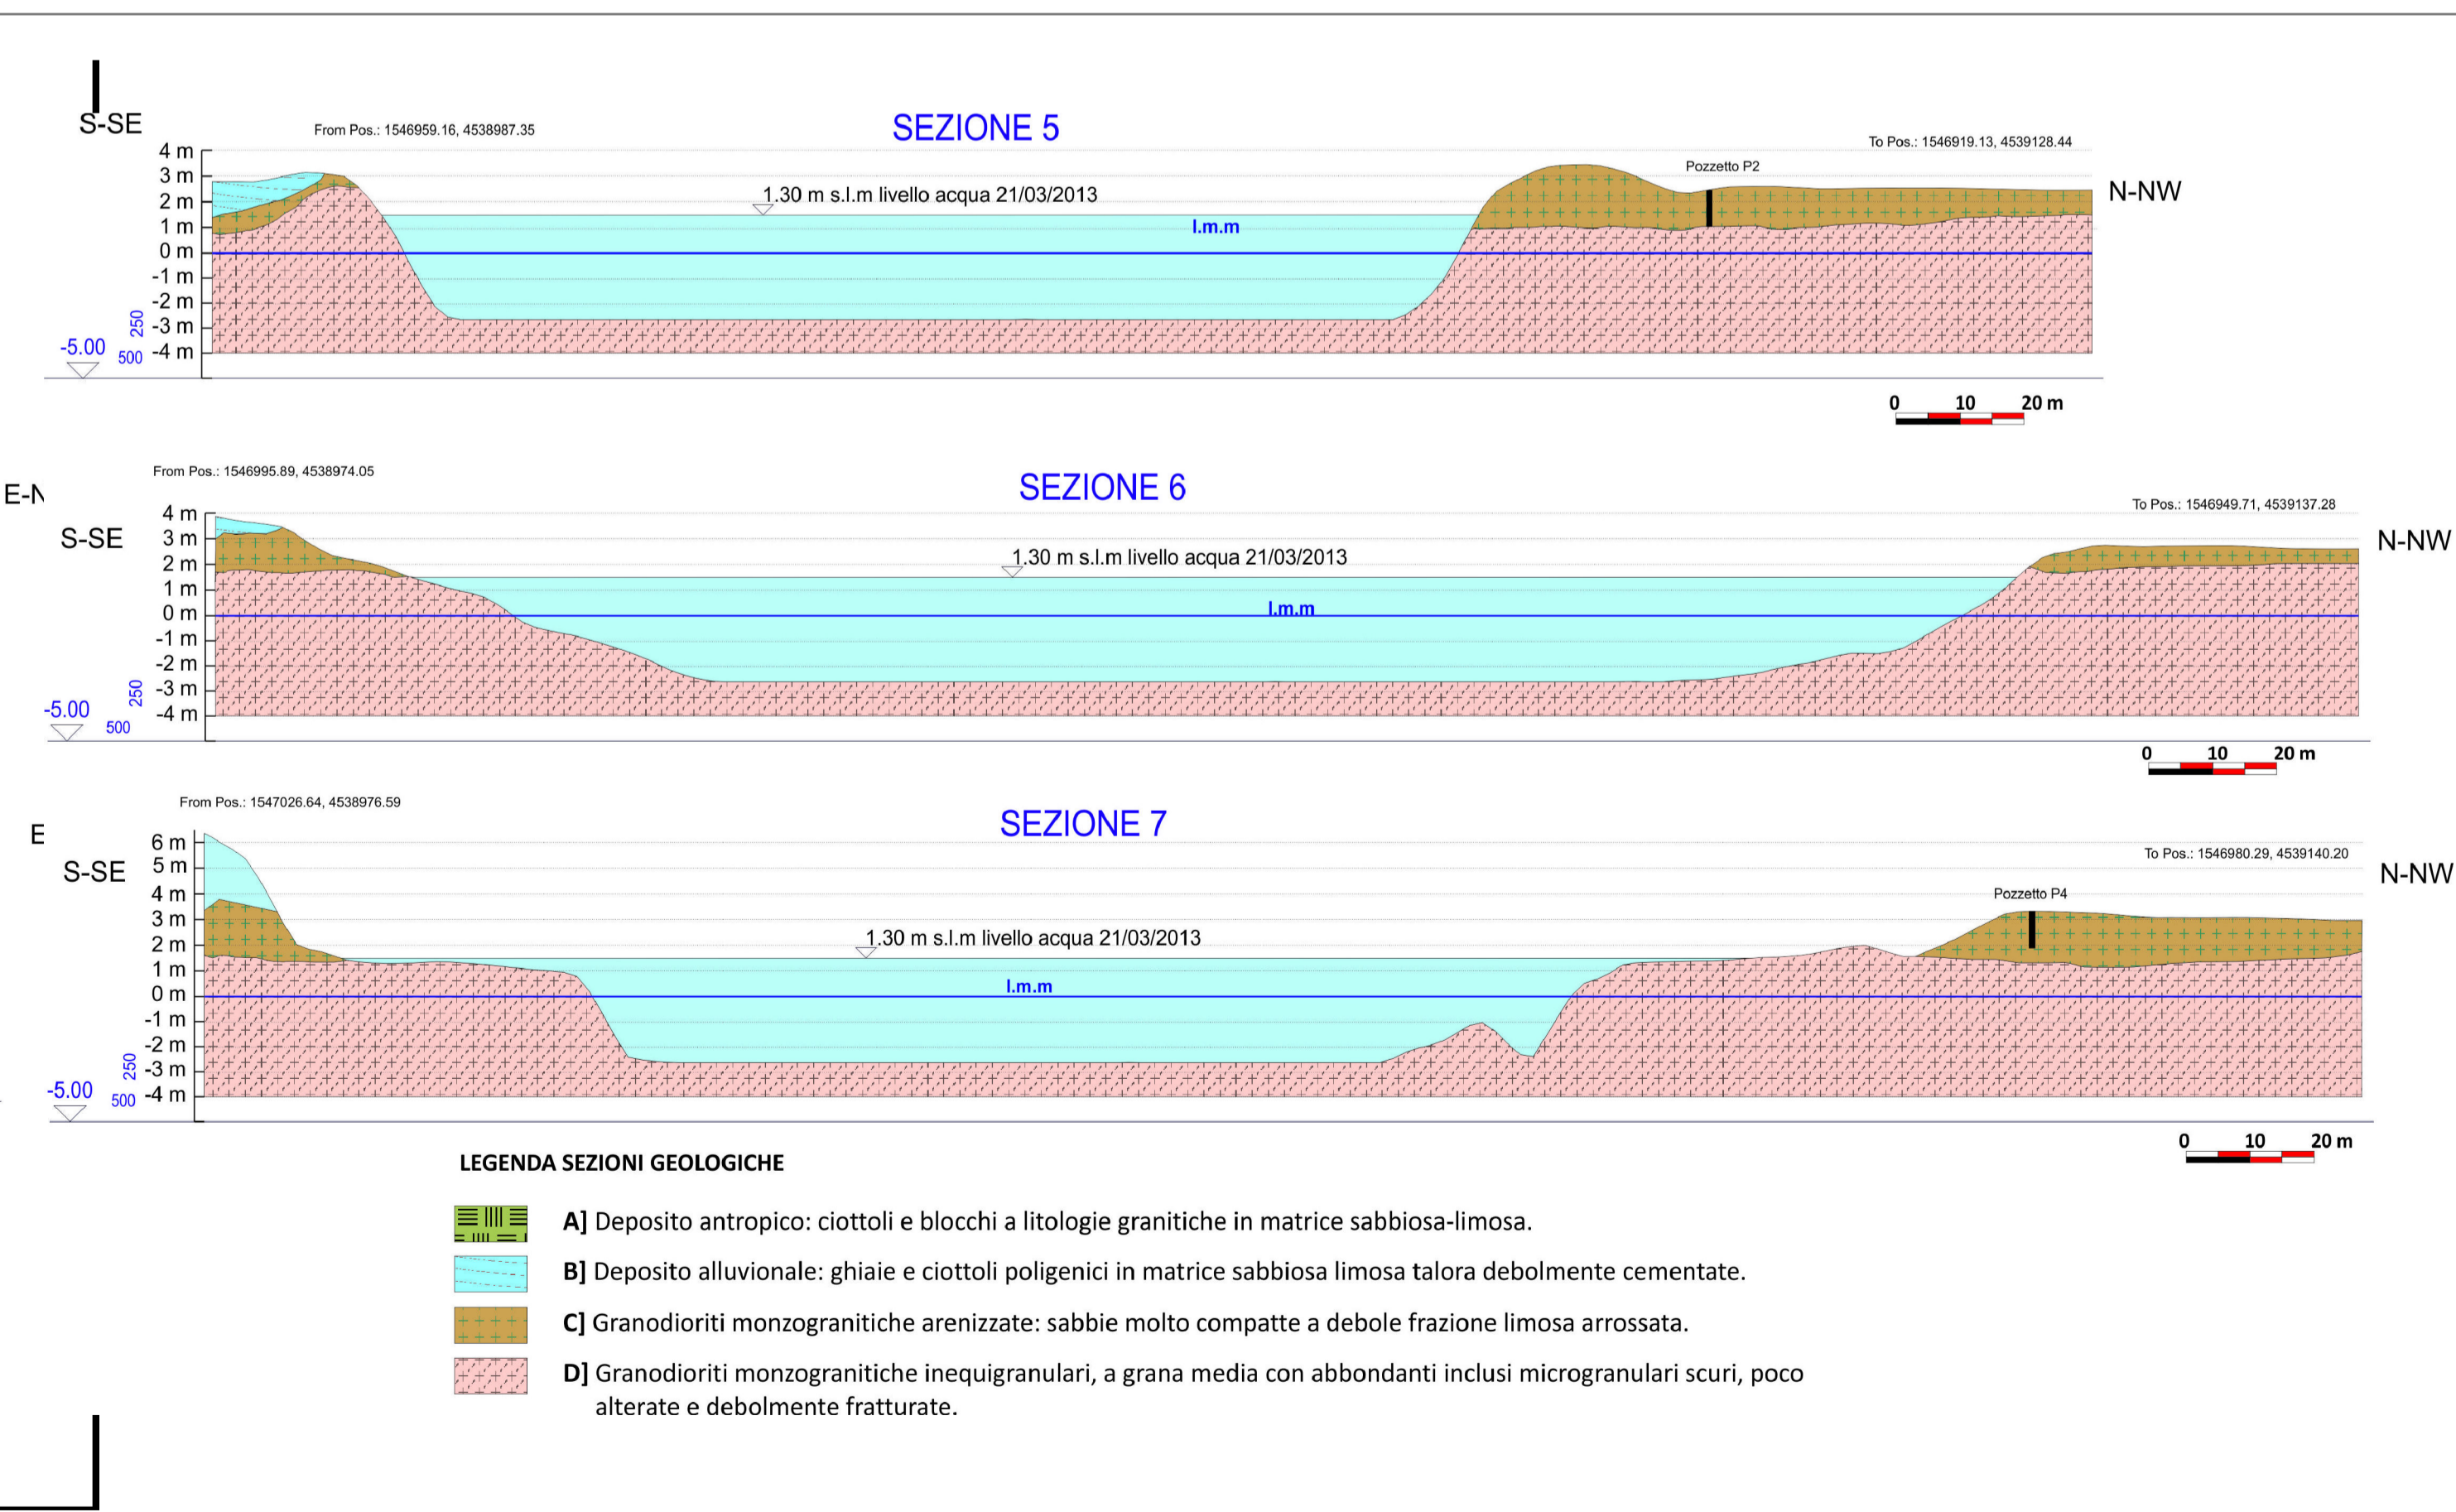 S-SE
From Pos.: 1546959.16, 4538987.35
SEZIONE 5
To Pos.: 1546919.13, 4539128.44
Pozzetto P2
N-NW
4 m
3 m
2 m
1 m
0 m
-1 m
-2 m
-3 m
-4 m
1.30 m s.l.m livello acqua 21/03/2013
l.m.m
250
500
-5.00
0 10 20 m
From Pos.: 1546995.89, 4538974.05
SEZIONE 6
To Pos.: 1546949.71, 4539137.28
E-N
S-SE
N-NW
4 m
3 m
2 m
1 m
0 m
-1 m
-2 m
-3 m
-4 m
1.30 m s.l.m livello acqua 21/03/2013
l.m.m
250
500
-5.00
0 10 20 m
From Pos.: 1547026.64, 4538976.59
SEZIONE 7
To Pos.: 1546980.29, 4539140.20
E
S-SE
N-NW
Pozzetto P4
6 m
5 m
4 m
3 m
2 m
1 m
0 m
-1 m
-2 m
-3 m
-4 m
1.30 m s.l.m livello acqua 21/03/2013
l.m.m
250
500
-5.00
0 10 20 m
LEGENDA SEZIONI GEOLOGICHE
A] Deposito antropico: ciottoli e blocchi a litologie granitiche in matrice sabbiosa-limosa.
B] Deposito alluvionale: ghiaie e ciottoli poligenici in matrice sabbiosa limosa talora debolmente cementate.
C] Granodioriti monzogranitiche arenizzate: sabbie molto compatte a debole frazione limosa arrossata.
D] Granodioriti monzogranitiche inequigranulari, a grana media con abbondanti inclusi microgranulari scuri, poco
alterate e debolmente fratturate.